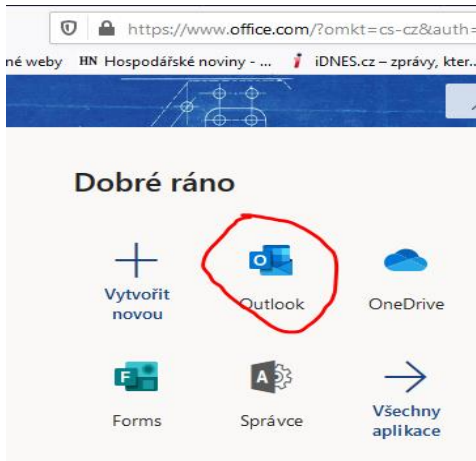 https://www.office.com/?omkt=cs-cz&auth=
né weby HN Hospodářské noviny - ... iDNES.cz – zprávy, kter...
Dobré ráno
Vytvořit
novou
Outlook
OneDrive
Forms
Správce
Všechny
aplikace